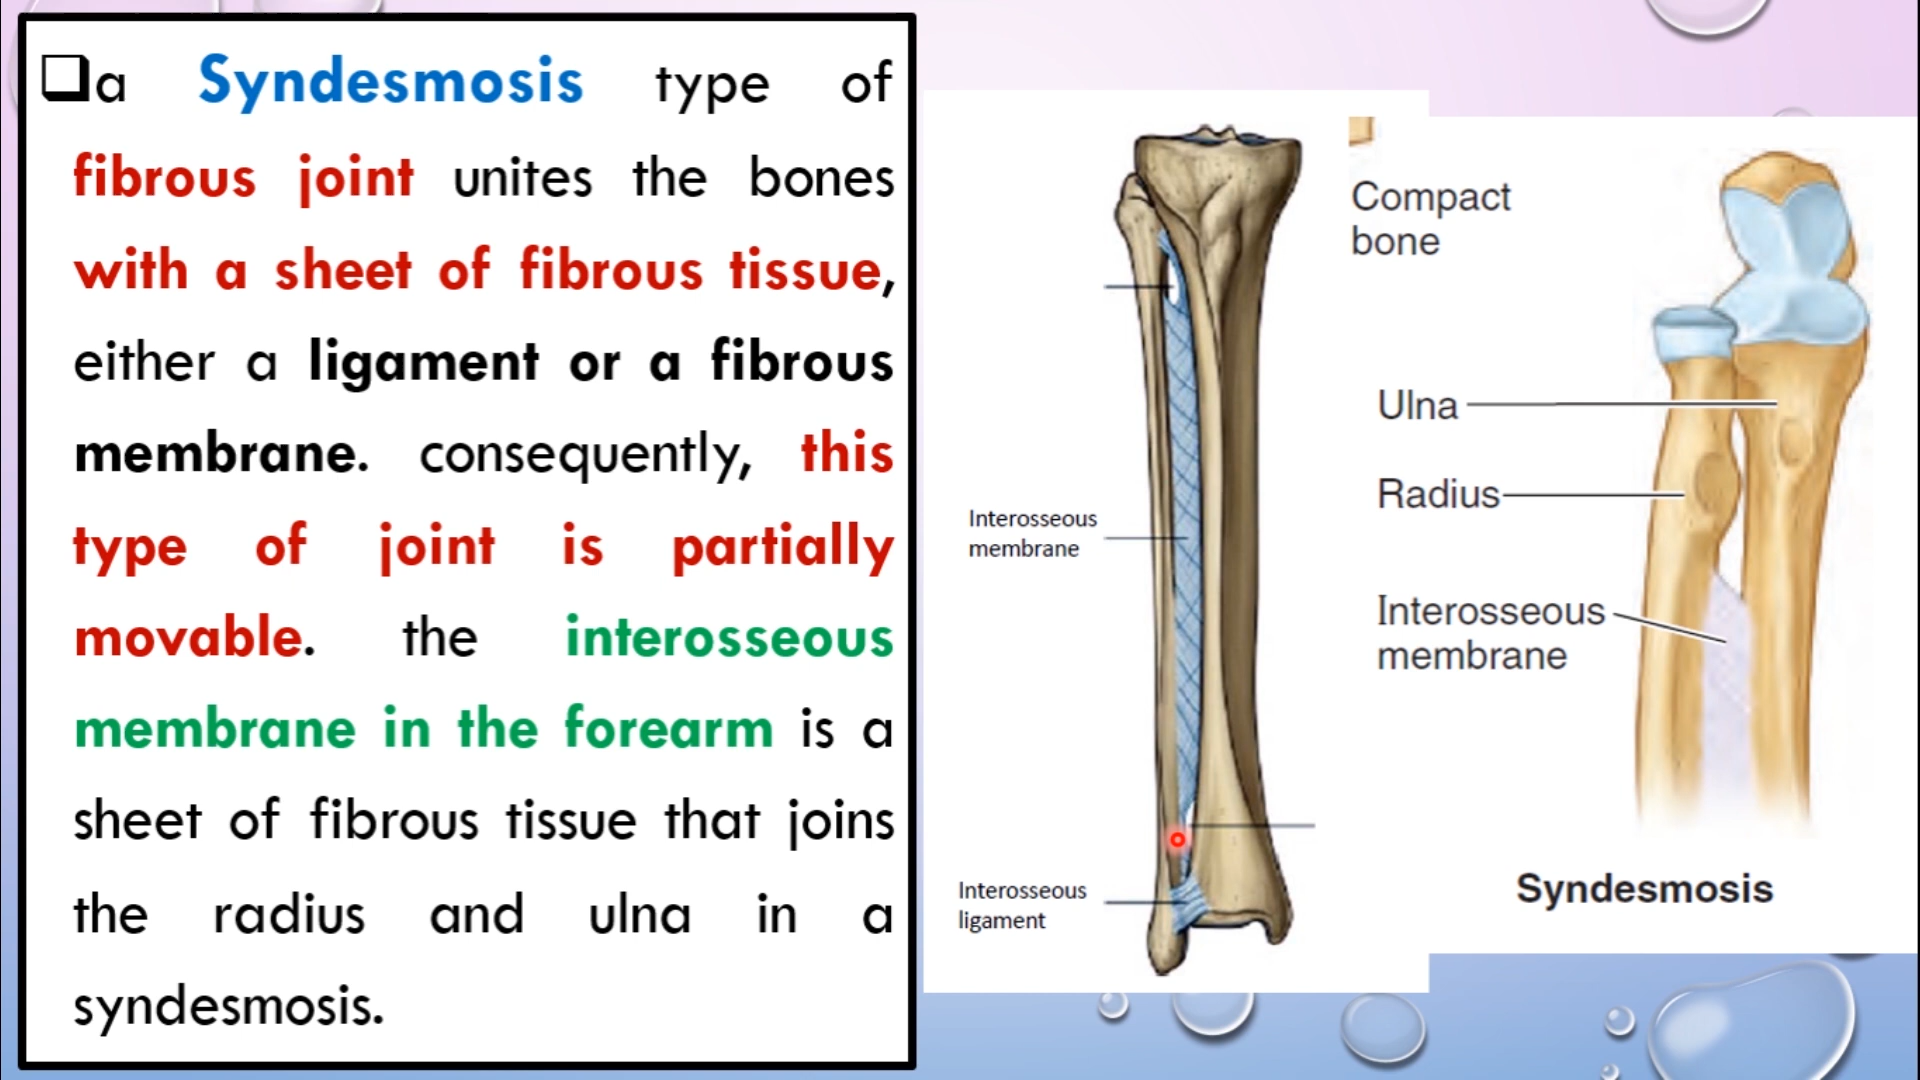 a Syndesmosis type of
fibrous joint unites the bones
with a sheet of fibrous tissue,
either a ligament or a fibrous
membrane. consequently, this
type of joint is partially
movable. the interosseous
membrane in the forearm is a
sheet of fibrous tissue that joins
the radius and ulna in a
syndesmosis.
Interosseous
membrane
Interosseous
ligament
Compact
bone
Ulna
Radius
Interosseous
membrane
Syndesmosis